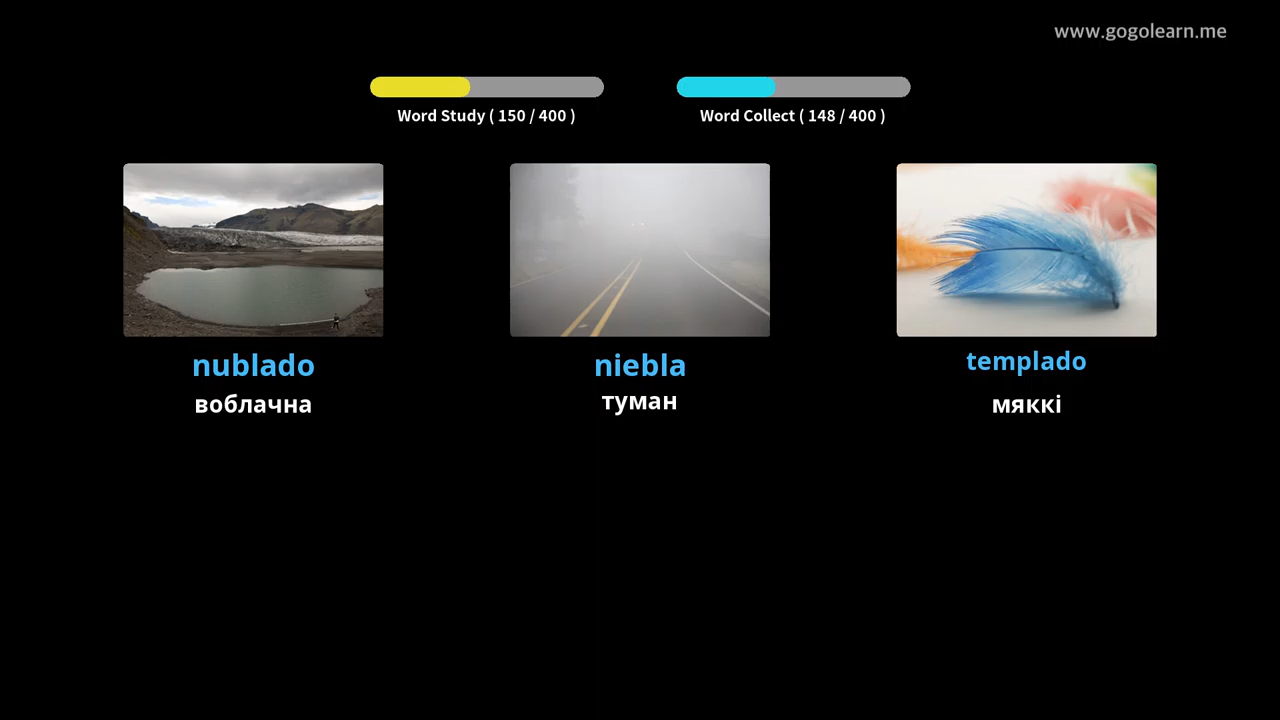 www.gogolearn.me
Word Study ( 150 / 400 )
Word Collect ( 148 / 400 )
nublado
воблачна
niebla
туман
templado
мяккі